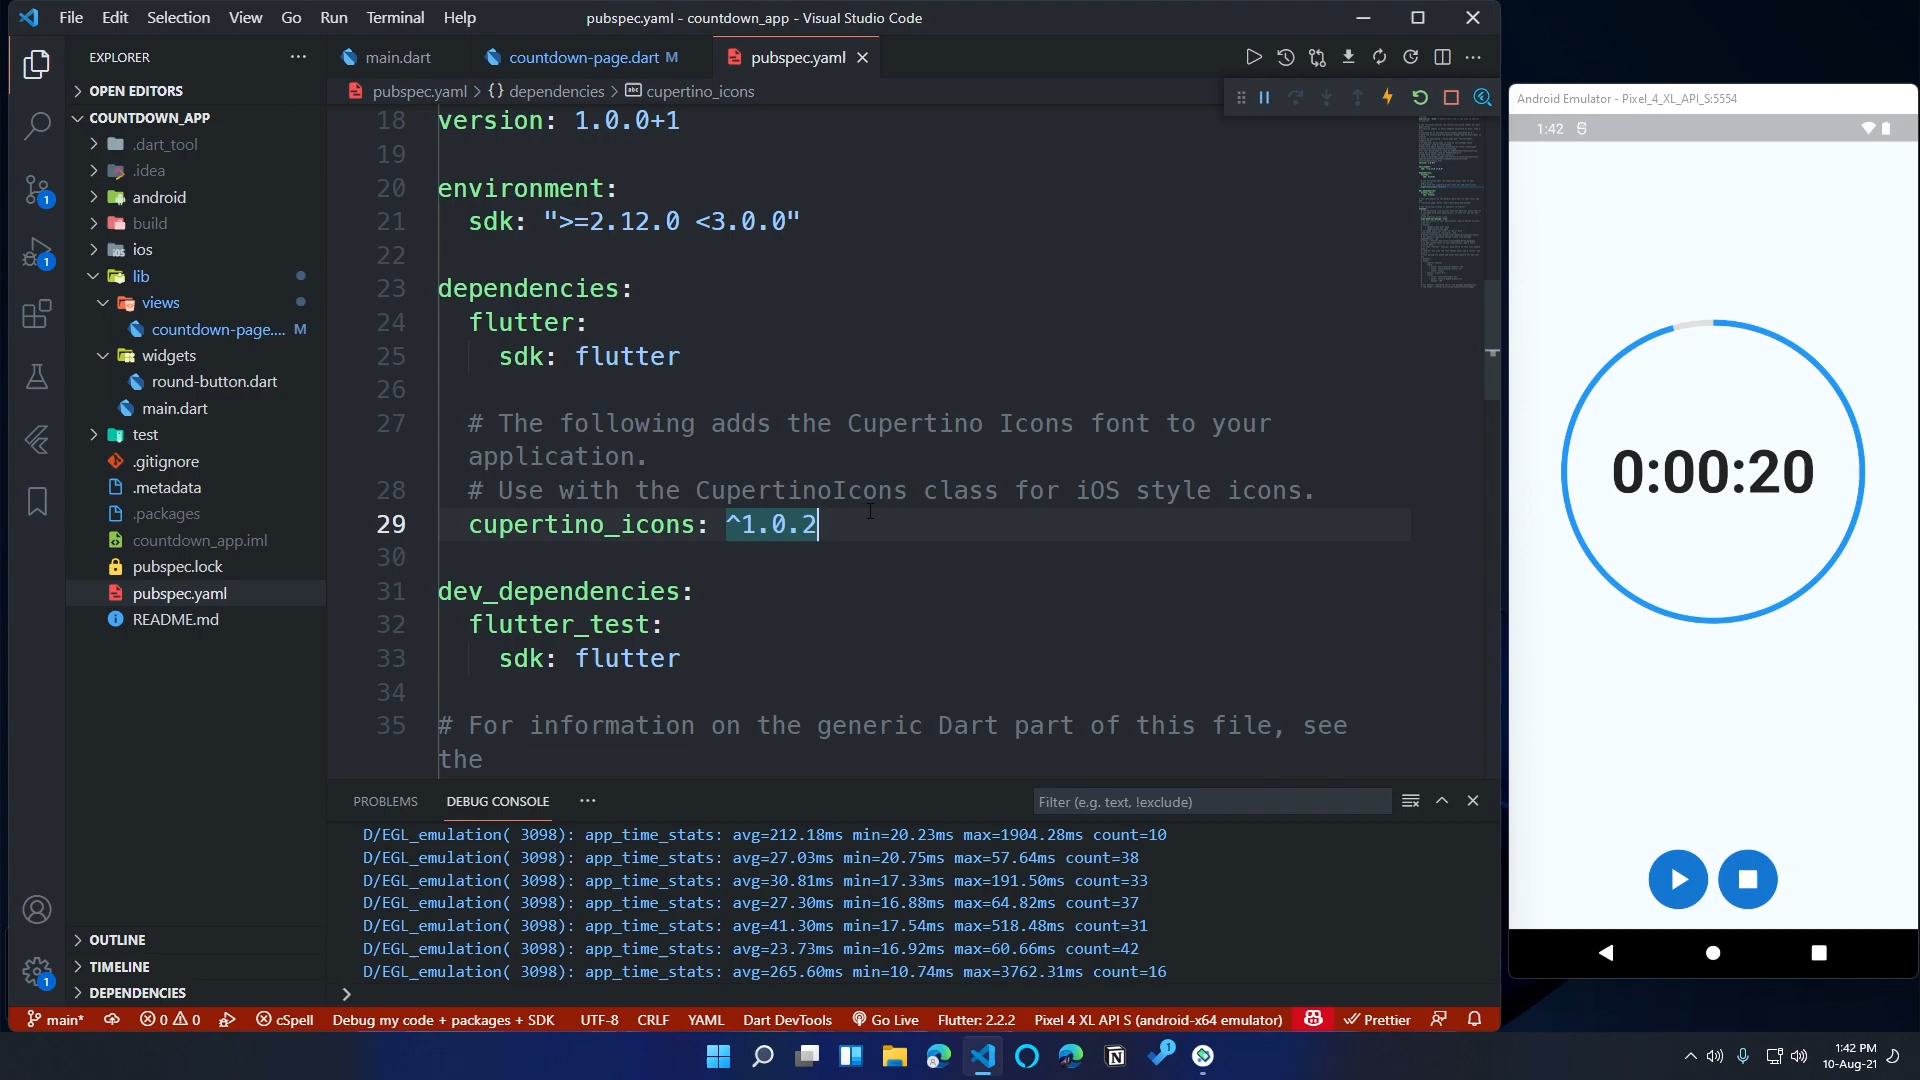 File Edit Selection View Go Run Terminal Help
pubspec.yaml - countdown_app - Visual Studio Code
EXPLORER
main.dart
countdown-page.dart M
pubspec.yaml
OPEN EDITORS
COUNTDOWN_APP
.dart_tool
.idea
android
build
ios
lib
views
countdown-page.... M
widgets
round-button.dart
main.dart
test
.gitignore
.metadata
.packages
countdown_app.iml
pubspec.lock
pubspec.yaml
README.md
OUTLINE
TIMELINE
DEPENDENCIES
pubspec.yaml > {} dependencies > cupertino_icons
18 version: 1.0.0+1
19
20 environment:
21 sdk: ">=2.12.0 <3.0.0"
22
23 dependencies:
24 flutter:
25 sdk: flutter
26
27 # The following adds the Cupertino Icons font to your
application.
28 # Use with the CupertinoIcons class for iOS style icons.
29 cupertino_icons: ^1.0.2
30
31 dev_dependencies:
32 flutter_test:
33 sdk: flutter
34
35 # For information on the generic Dart part of this file, see
the
PROBLEMS DEBUG CONSOLE
Filter (e.g. text, !exclude)
D/EGL_emulation( 3098): app_time_stats: avg=212.18ms min=20.23ms max=1904.28ms count=10
D/EGL_emulation( 3098): app_time_stats: avg=27.03ms min=20.75ms max=57.64ms count=38
D/EGL_emulation( 3098): app_time_stats: avg=30.81ms min=17.33ms max=191.50ms count=33
D/EGL_emulation( 3098): app_time_stats: avg=27.30ms min=16.88ms max=64.82ms count=37
D/EGL_emulation( 3098): app_time_stats: avg=41.30ms min=17.54ms max=518.48ms count=31
D/EGL_emulation( 3098): app_time_stats: avg=23.73ms min=16.92ms max=60.66ms count=42
D/EGL_emulation( 3098): app_time_stats: avg=265.60ms min=10.74ms max=3762.31ms count=16
main* 0 0 cSpell Debug my code + packages + SDK UTF-8 CRLF YAML Dart DevTools Go Live Flutter: 2.2.2 Pixel 4 XL API S (android-x64 emulator) Prettier
Android Emulator - Pixel_4_XL_API_S:5554
1:42
0:00:20
1:42 PM
10-Aug-21